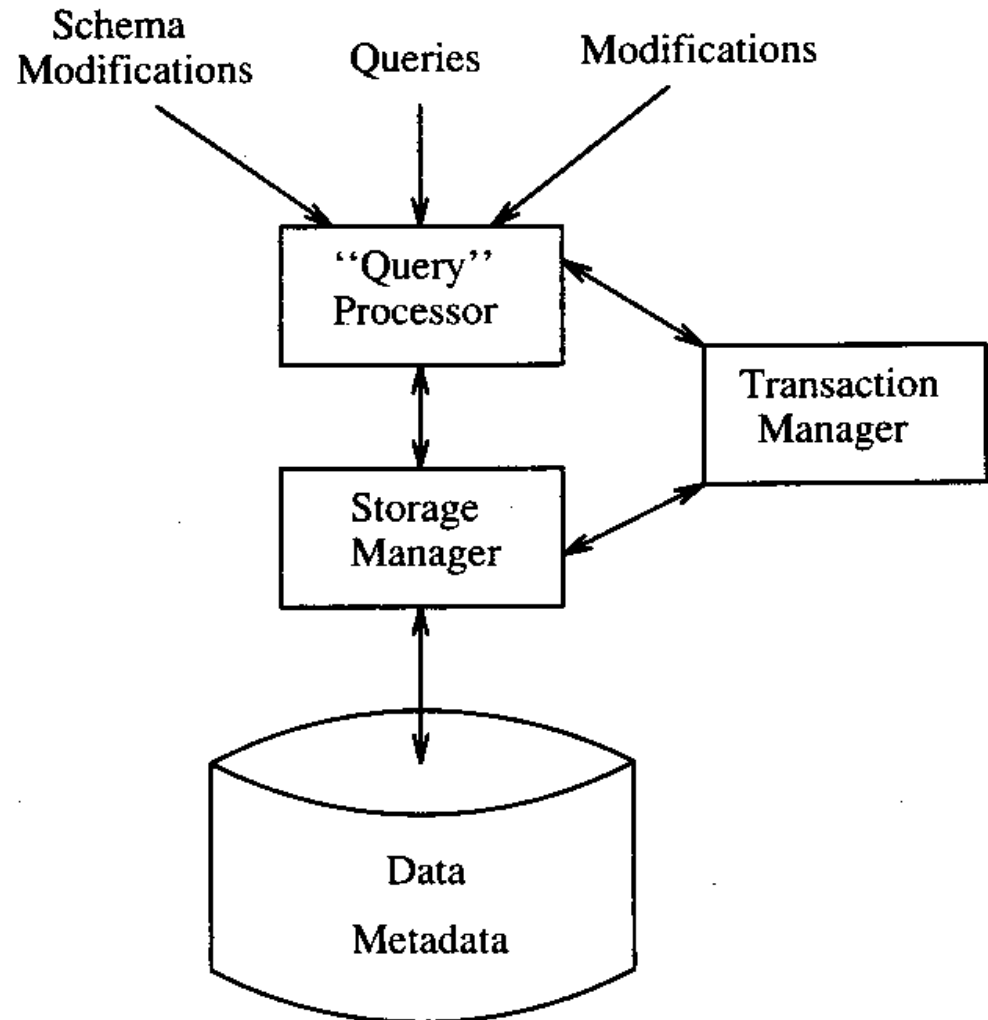 Schema
Modifications
Queries
Modifications
‘‘Query’’
Processor
Transaction
Manager
Storage
Manager
Data
Metadata